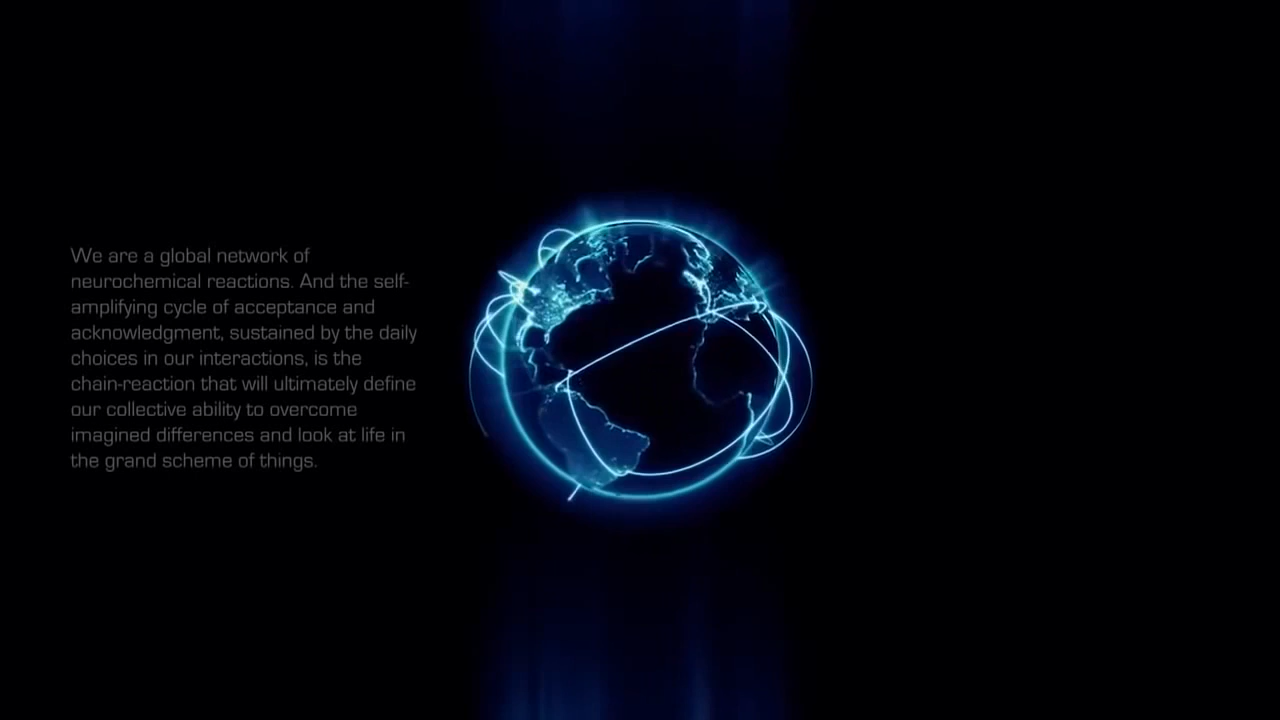 We are a global network of
neurochemical reactions. And the self-
amplifying cycle of acceptance and
acknowledgment, sustained by the daily
choices in our interactions, is the
chain-reaction that will ultimately define
our collective ability to overcome
imagined differences and look at life in
the grand scheme of things.